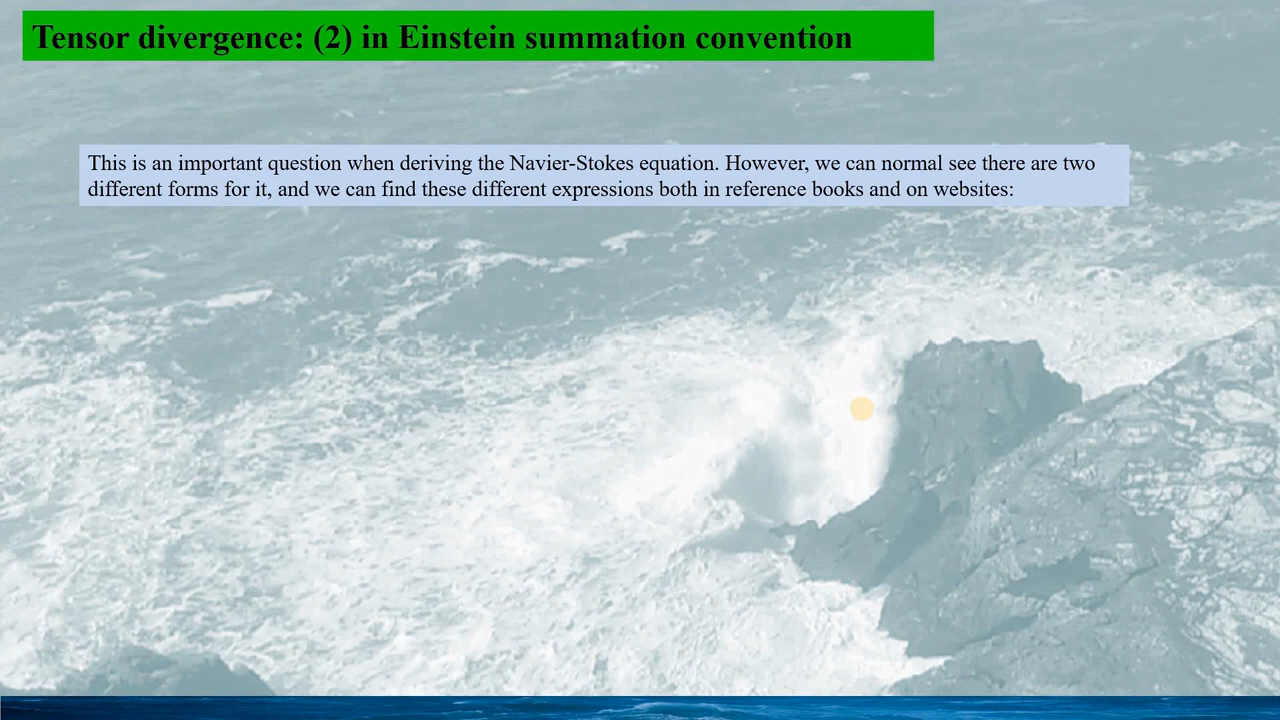 Tensor divergence: (2) in Einstein summation convention
This is an important question when deriving the Navier-Stokes equation. However, we can normal see there are two
different forms for it, and we can find these different expressions both in reference books and on websites: